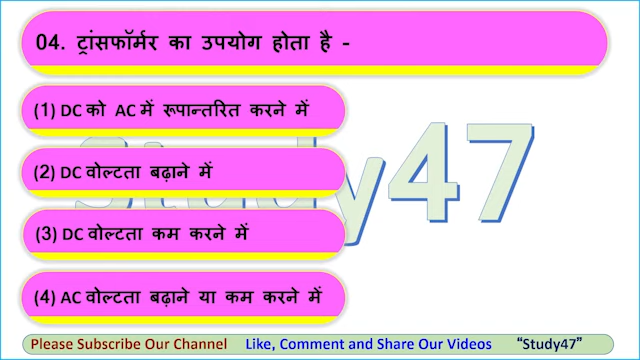 04. ट्रांसफॉर्मर का उपयोग होता है -
(1) DC को AC में रूपान्तरित करने में
(2) DC वोल्टता बढ़ाने में
(3) DC वोल्टता कम करने में
(4) AC वोल्टता बढ़ाने या कम करने में
Study47
Please Subscribe Our Channel Like, Comment and Share Our Videos “Study47”